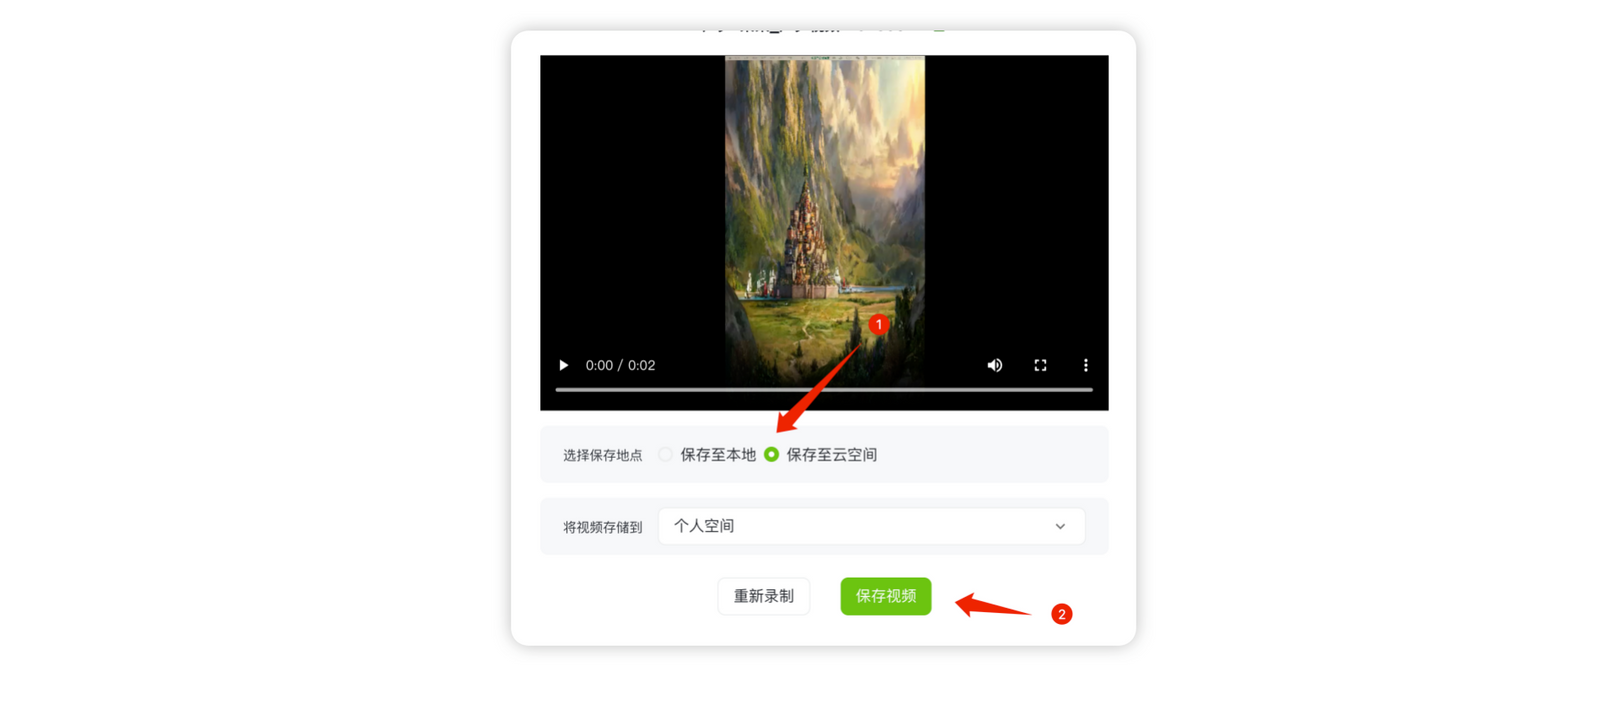 1
0:00 / 0:02
选择保存地点 保存至本地 保存至云空间
将视频存储到 个人空间
重新录制 保存视频
2